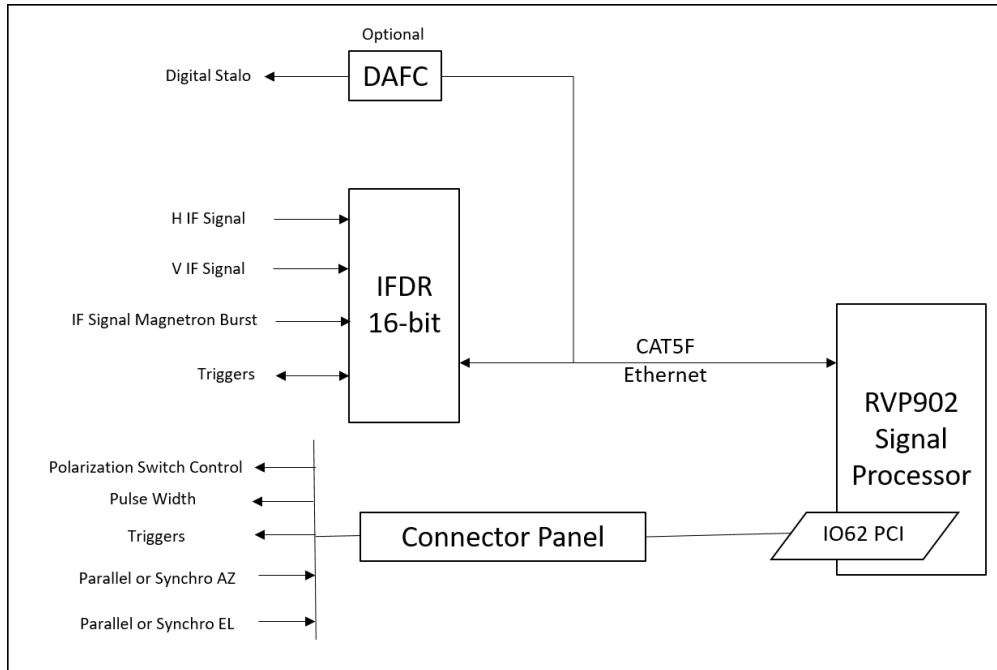 Optional
Digital Stalo
DAFC
H IF Signal
V IF Signal
IF Signal Magnetron Burst
Triggers
IFDR
16-bit
CAT5F
Ethernet
RVP902
Signal
Processor
IO62 PCI
Polarization Switch Control
Pulse Width
Triggers
Parallel or Synchro AZ
Parallel or Synchro EL
Connector Panel